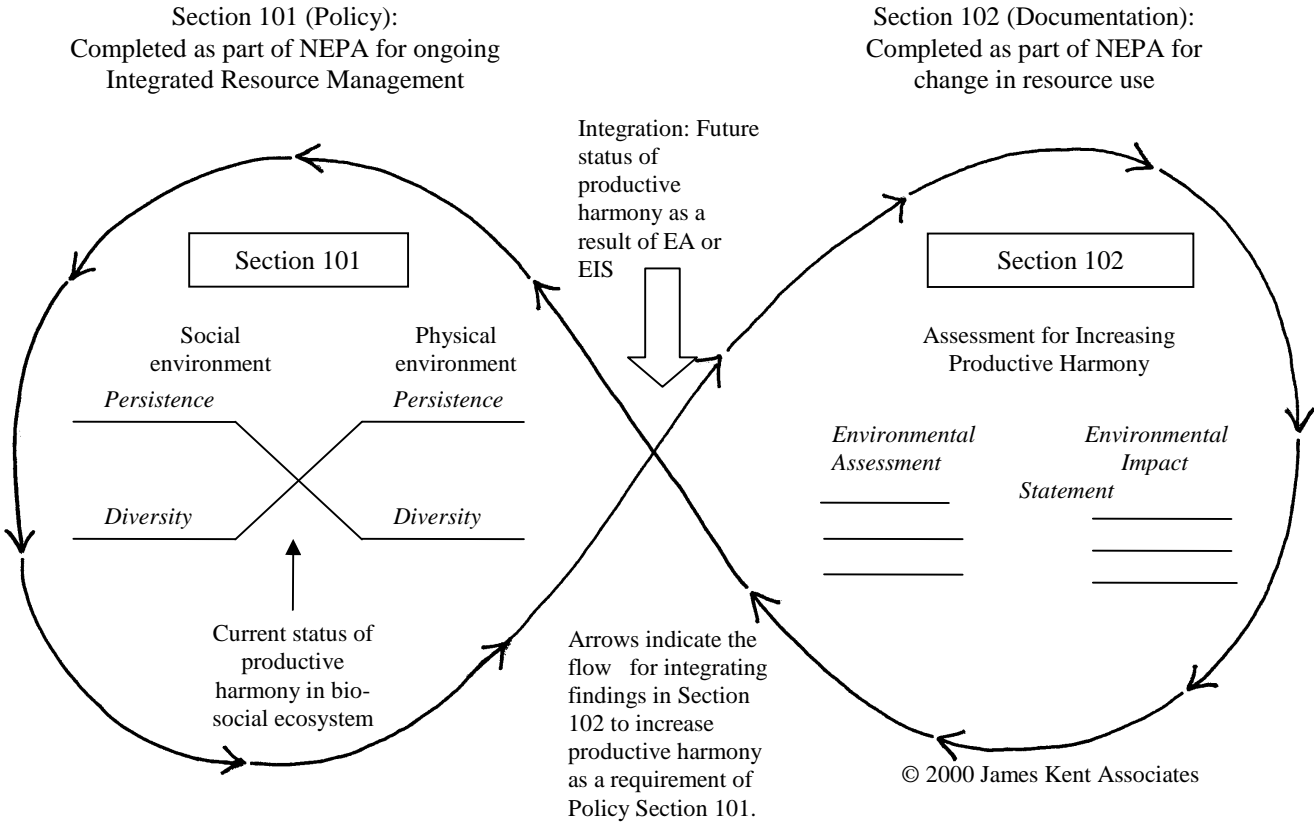 Section 101 (Policy):
Completed as part of NEPA for ongoing
Integrated Resource Management
Section 102 (Documentation):
Completed as part of NEPA for
change in resource use
Integration: Future
status of
productive
harmony as a
result of EA or
EIS
Section 101
Social
environment
Physical
environment
Persistence
Persistence
Diversity
Diversity
Current status of
productive
harmony in bio-
social ecosystem
Section 102
Assessment for Increasing
Productive Harmony
Environmental
Assessment
Environmental
Impact
Statement
Arrows indicate the
flow for integrating
findings in Section
102 to increase
productive harmony
as a requirement of
Policy Section 101.
© 2000 James Kent Associates